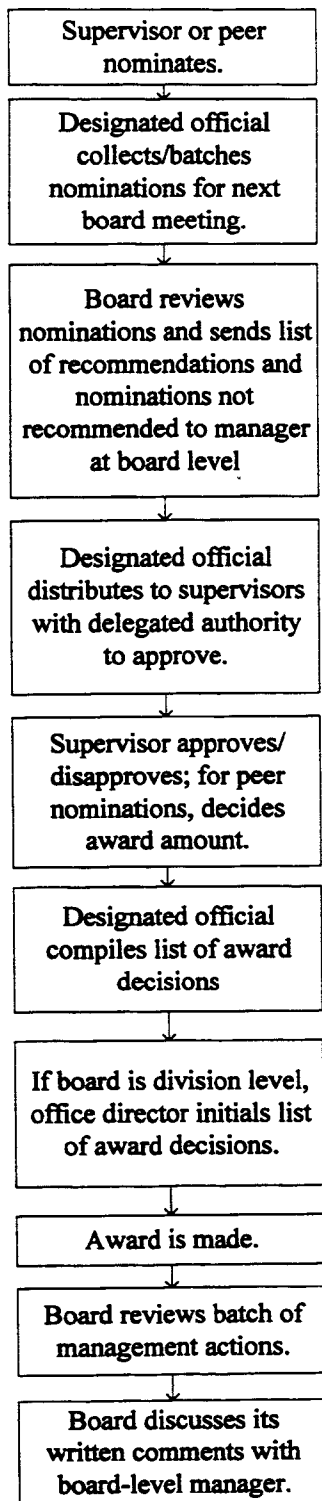 Supervisor or peer
nominates.
Designated official
collects/batches
nominations for next
board meeting.
Board reviews
nominations and sends list
of recommendations and
nominations not
recommended to manager
at board level
Designated official
distributes to supervisors
with delegated authority
to approve.
Supervisor approves/
disapproves; for peer
nominations, decides
award amount.
Designated official
compiles list of award
decisions
If board is division level,
office director initials list
of award decisions.
Award is made.
Board reviews batch of
management actions.
Board discusses its
written comments with
board-level manager.